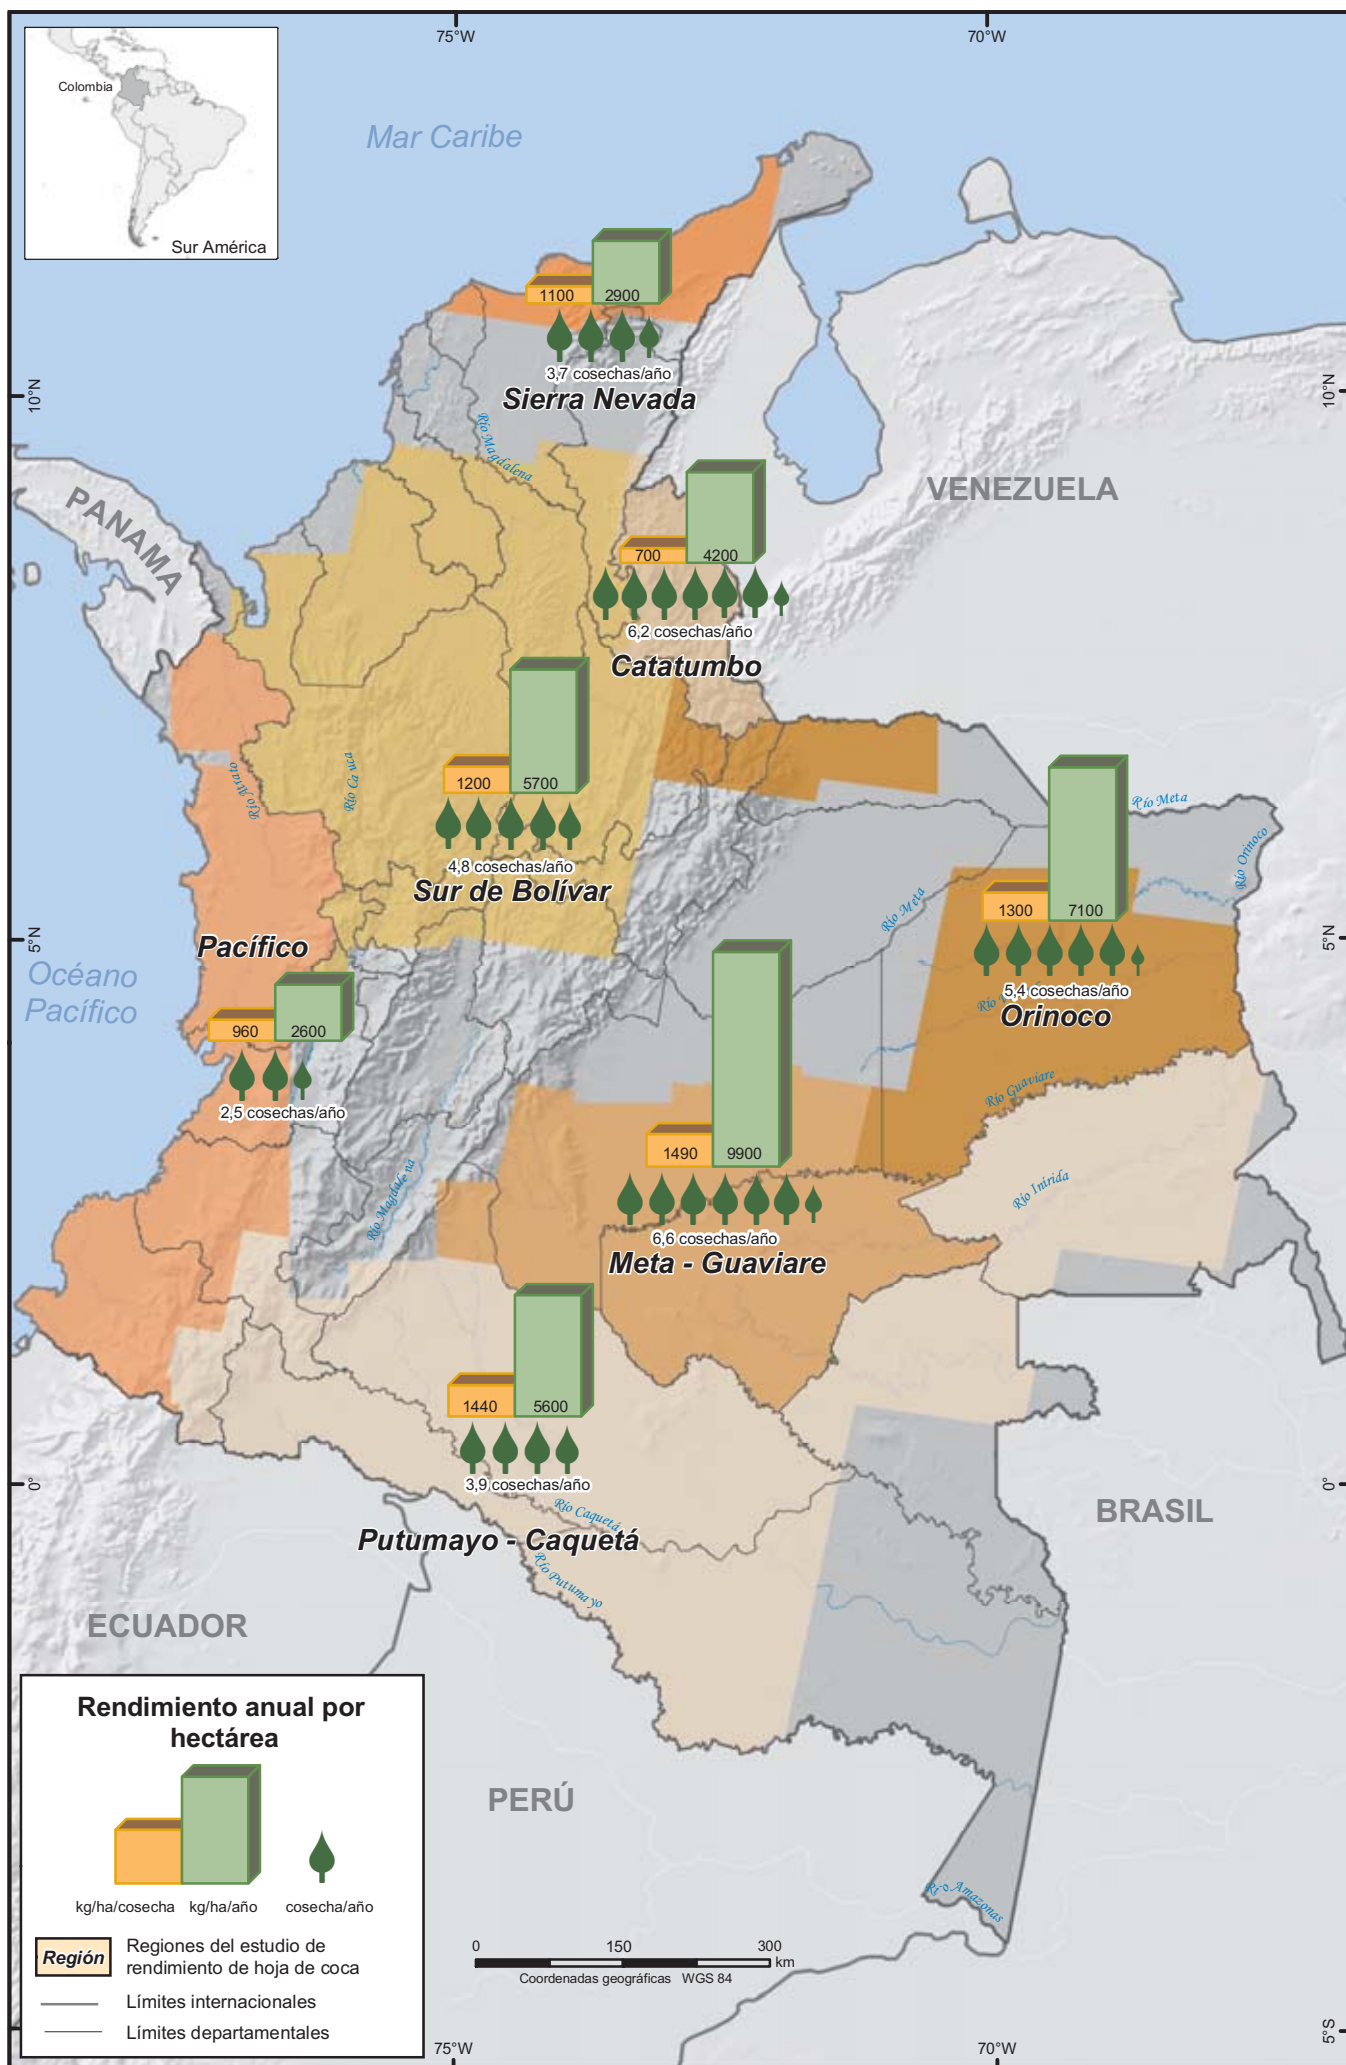 75°W
70°W
Colombia
Sur América
Mar Caribe
1100
2900
3,7 cosechas/año
Sierra Nevada
10°N
10°N
Río Magdalena
VENEZUELA
PANAMA
700
4200
6,2 cosechas/año
Catatumbo
Río Atrato
Río Cauca
1200
5700
4,8 cosechas/año
Sur de Bolívar
Río Meta
Río Orinoco
Río Meta
1300
7100
5,4 cosechas/año
Río
Orinoco
5°N
5°N
Pacífico
Océano
Pacífico
960
2600
2,5 cosechas/año
Río Guaviare
1490
9900
6,6 cosechas/año
Meta - Guaviare
Río Inírida
Río Magdalena
1440
5600
3,9 cosechas/año
Putumayo - Caquetá
Río Caquetá
Río Putumayo
0°
0°
BRASIL
ECUADOR
PERÚ
Río Amazonas
Rendimiento anual por
hectárea
kg/ha/cosecha kg/ha/año cosecha/año
Región
Regiones del estudio de
rendimiento de hoja de coca
Límites internacionales
Límites departamentales
0 150 300
km
Coordenadas geográficas WGS 84
5°S
75°W
70°W